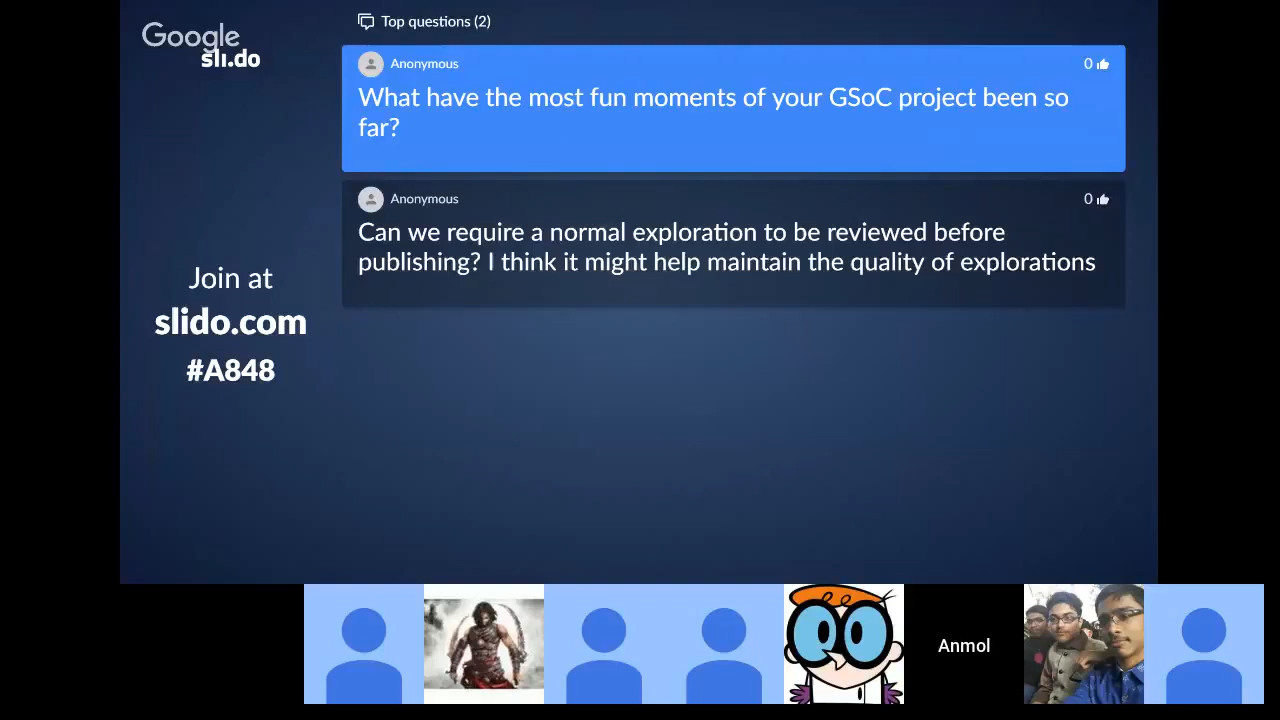 Google
sli.do
Top questions (2)
Anonymous
0
What have the most fun moments of your GSoC project been so
far?
Anonymous
0
Can we require a normal exploration to be reviewed before
publishing? I think it might help maintain the quality of explorations
Join at
slido.com
#A848
Anmol